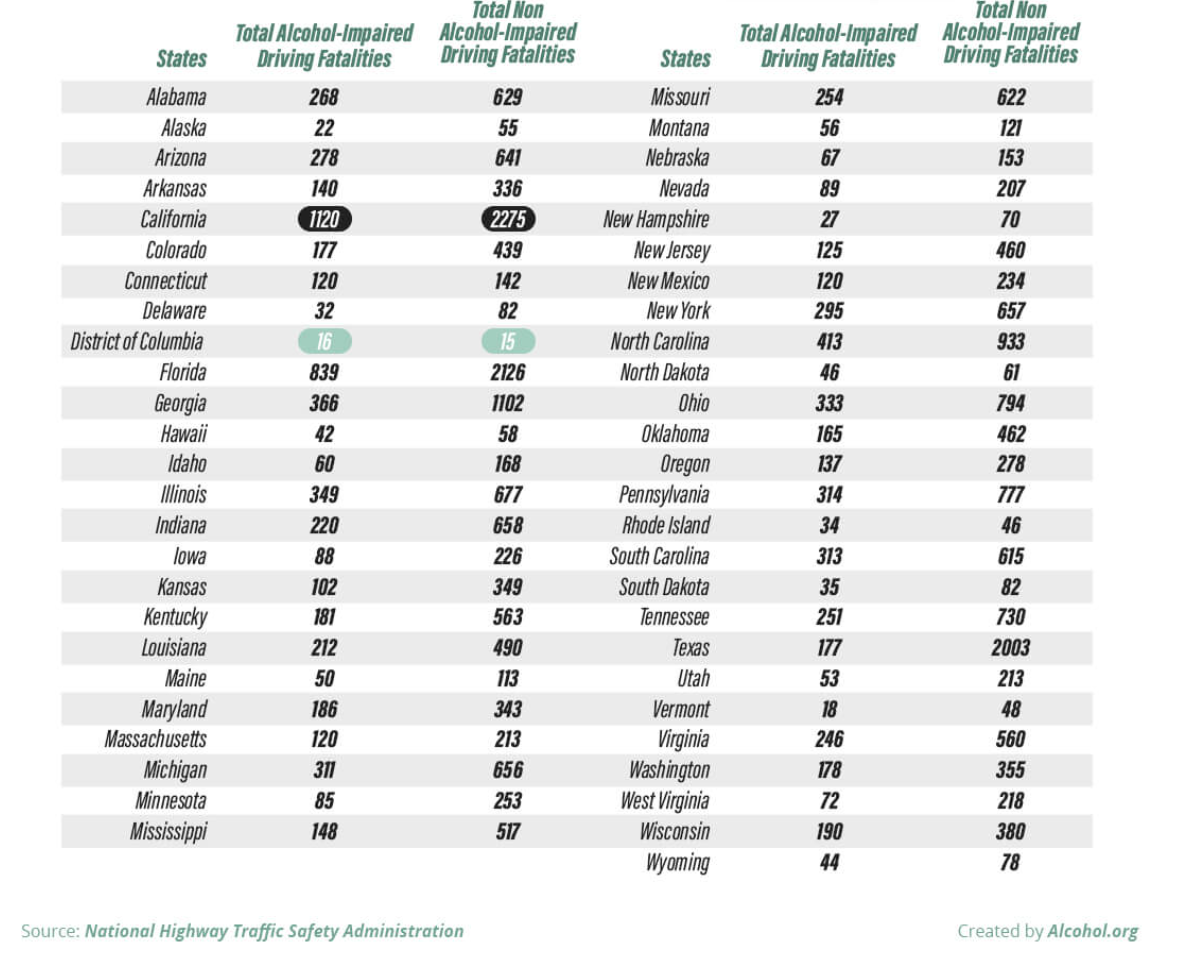 States Total Alcohol-Impaired Driving Fatalities Total Non Alcohol-Impaired Driving Fatalities States Total Alcohol-Impaired Driving Fatalities Total Non Alcohol-Impaired Driving Fatalities
Alabama 268 629 Missouri 254 622
Alaska 22 55 Montana 56 121
Arizona 278 641 Nebraska 67 153
Arkansas 140 336 Nevada 89 207
California 1120 2275 New Hampshire 27 70
Colorado 177 439 New Jersey 125 460
Connecticut 120 142 New Mexico 120 234
Delaware 32 82 New York 295 657
District of Columbia 16 15 North Carolina 413 933
Florida 839 2126 North Dakota 46 61
Georgia 366 1102 Ohio 333 794
Hawaii 42 58 Oklahoma 165 462
Idaho 60 168 Oregon 137 278
Illinois 349 677 Pennsylvania 314 777
Indiana 220 658 Rhode Island 34 46
Iowa 88 226 South Carolina 313 615
Kansas 102 349 South Dakota 35 82
Kentucky 181 563 Tennessee 251 730
Louisiana 212 490 Texas 177 2003
Maine 50 113 Utah 53 213
Maryland 186 343 Vermont 18 48
Massachusetts 120 213 Virginia 246 560
Michigan 311 656 Washington 178 355
Minnesota 85 253 West Virginia 72 218
Mississippi 148 517 Wisconsin 190 380
Wyoming 44 78
Source: National Highway Traffic Safety Administration
Created by Alcohol.org